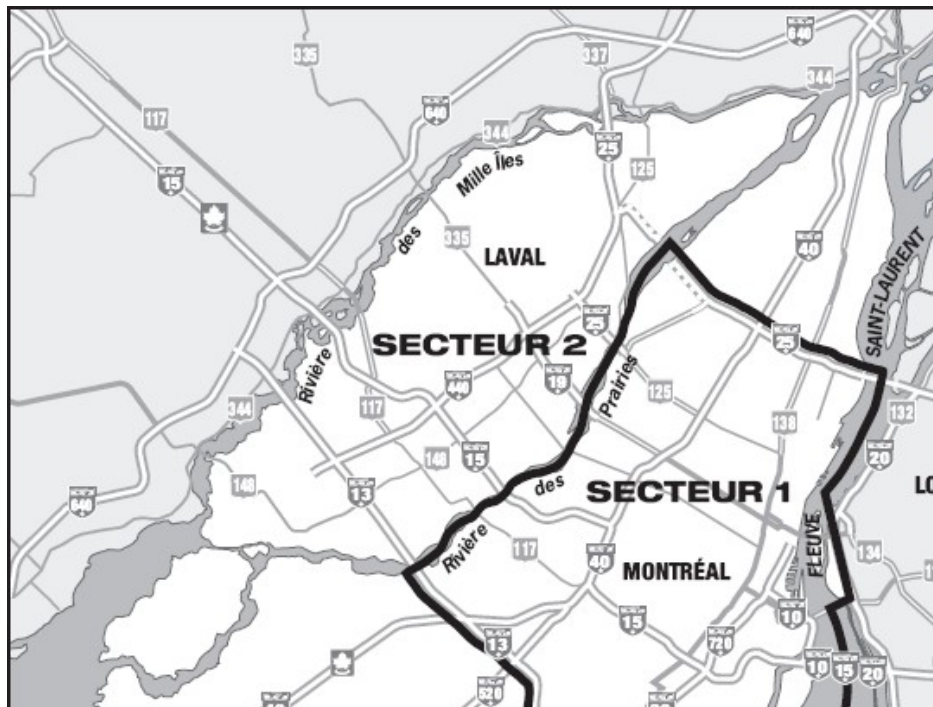 640
335
337
344
117
640
344
25
Mille Îles
125
15
des
335
LAVAL
40
SAINT-LAURENT
SECTEUR 2
25
25
Rivière
440
19
Prairies
125
344
117
132
138
148
15
20
148
13
des
SECTEUR 1
LO
640
Rivière
117
40
FLEUVE
134
MONTRÉAL
15
10
13
720
10
15
20
520